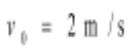 v₀ = 2 m/s